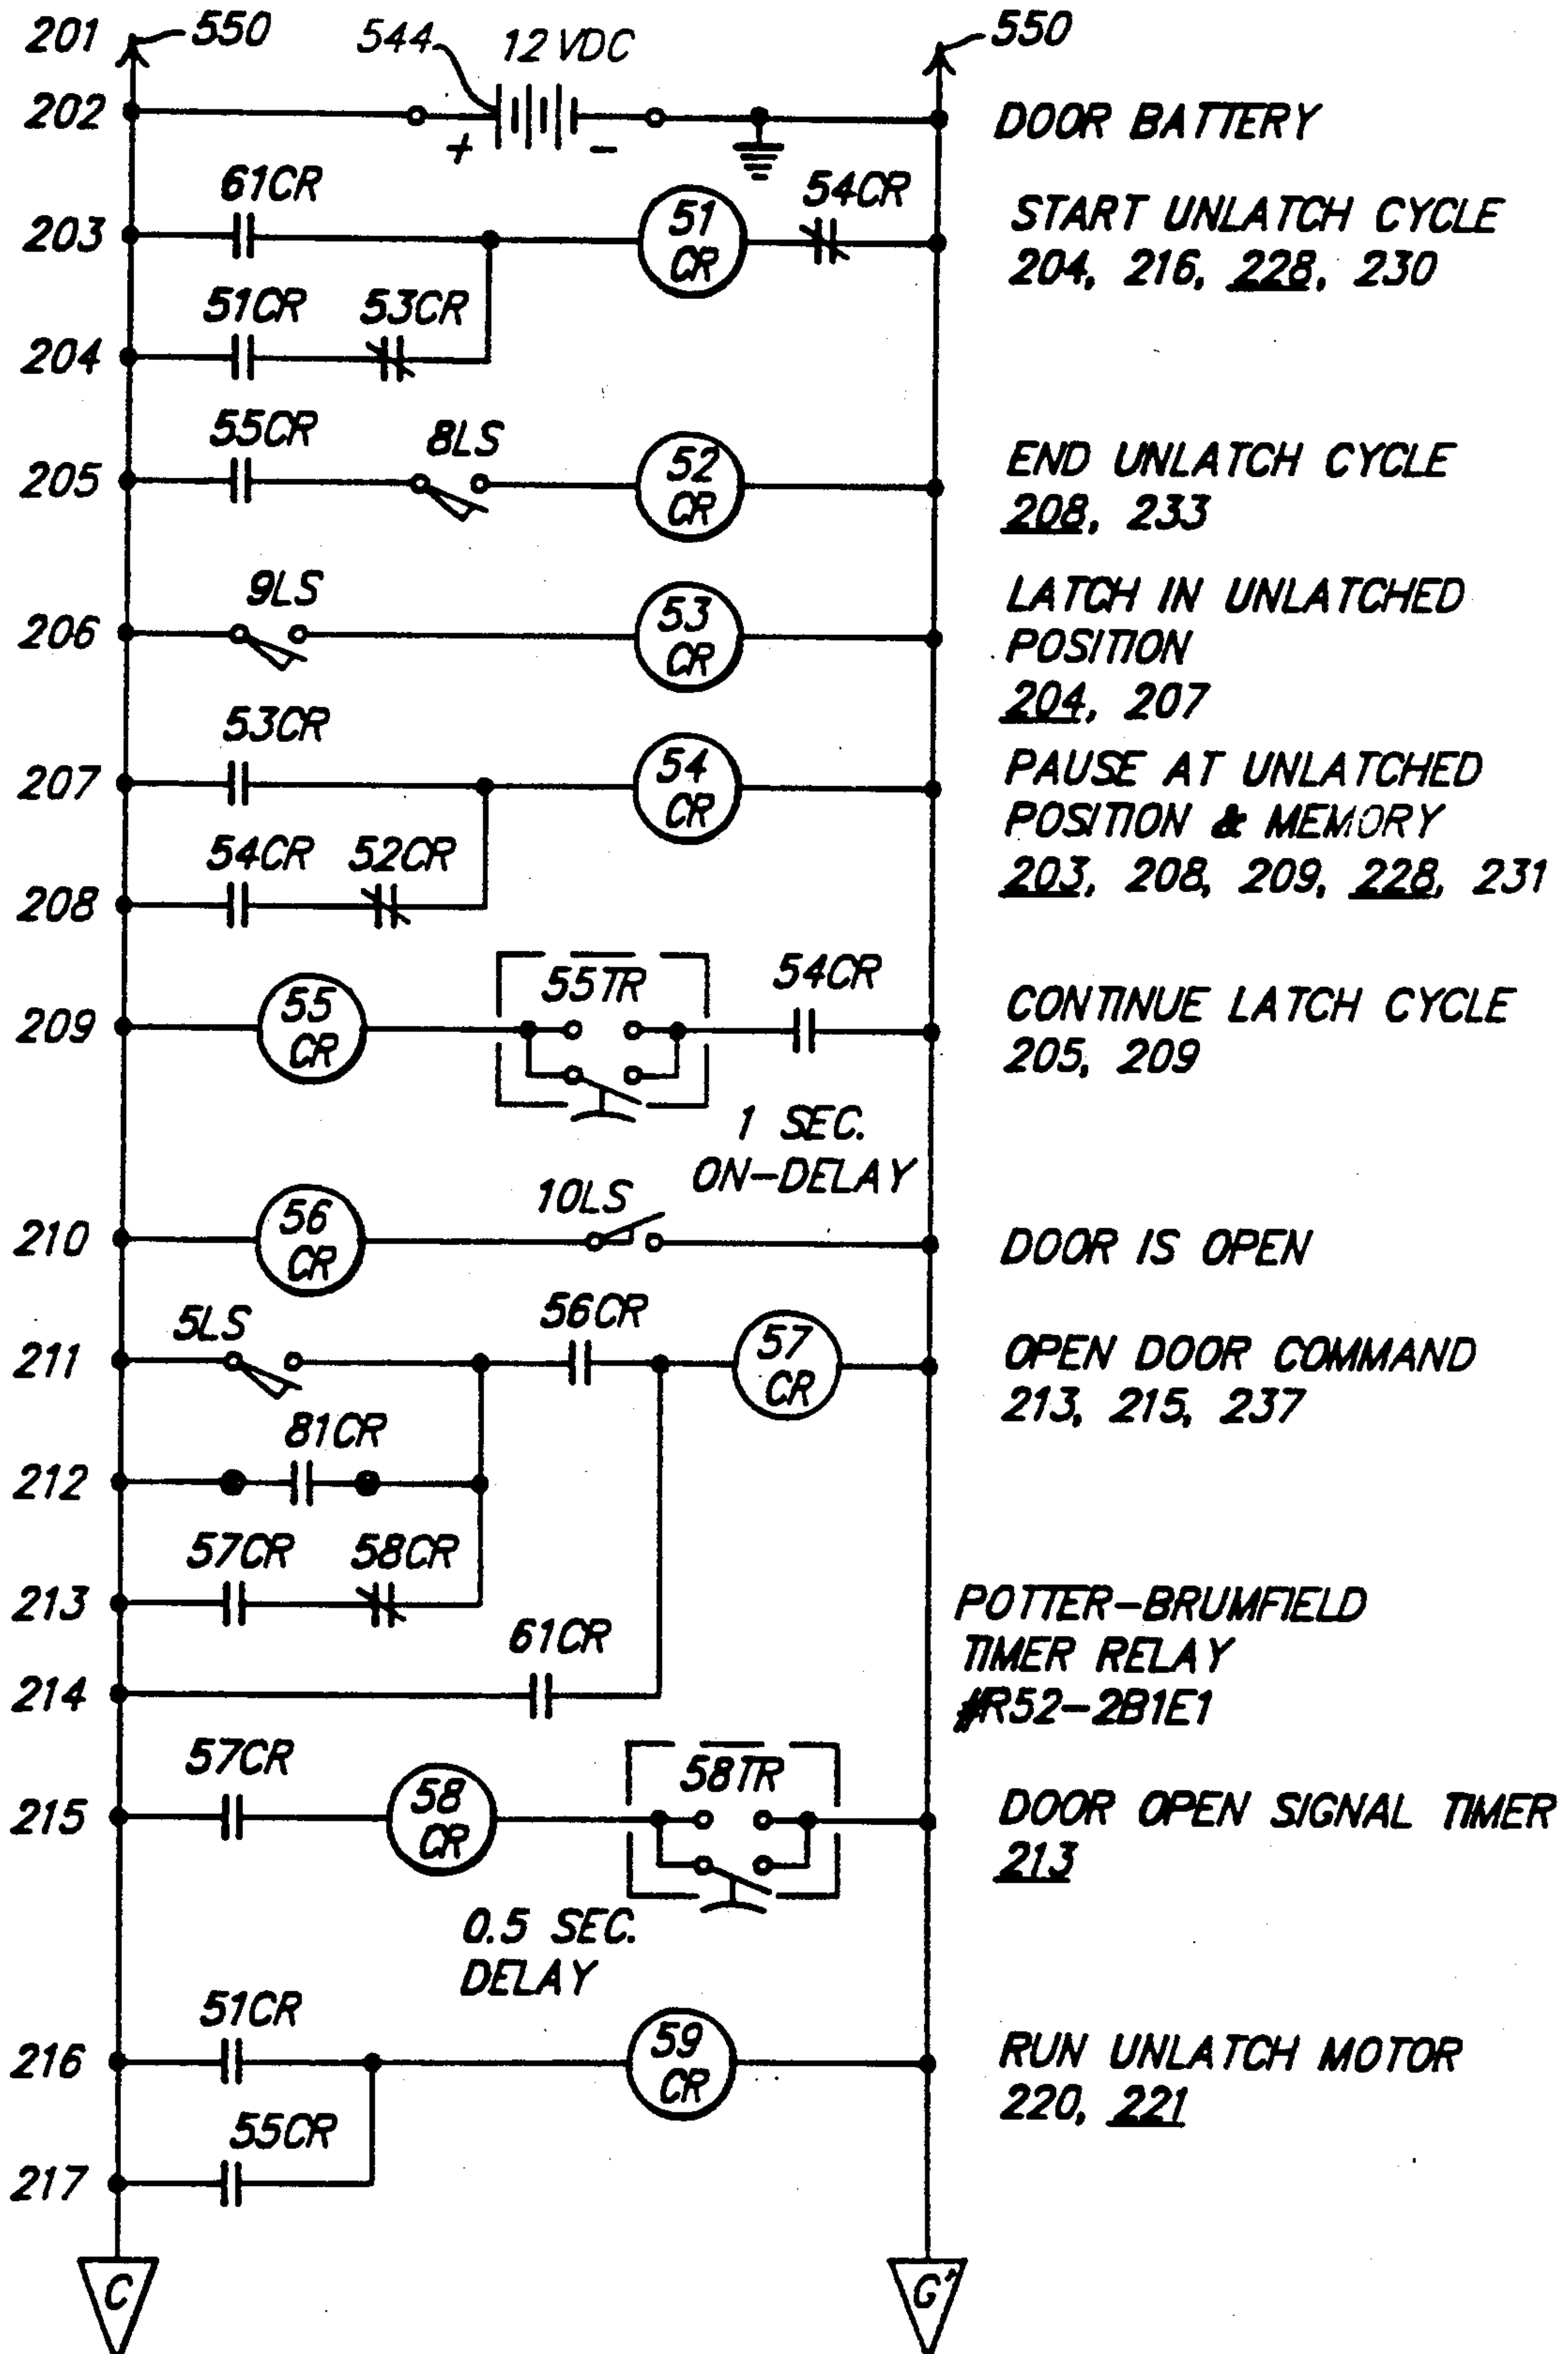 201 550 544 12 VDC 550
202 + - DOOR BATTERY
61CR 51 CR 54CR
203 START UNLATCH CYCLE
204, 216, 228, 230
51CR 53CR
204
55CR 8LS 52 CR
205 END UNLATCH CYCLE
208, 233
9LS 53 CR
206 LATCH IN UNLATCHED
POSITION
204, 207
53CR 54 CR
207 PAUSE AT UNLATCHED
POSITION & MEMORY
203, 208, 209, 228, 231
54CR 52CR
208
55 CR 55TR 54CR
209 CONTINUE LATCH CYCLE
205, 209
1 SEC.
ON-DELAY
56 CR 10LS
210 DOOR IS OPEN
5LS 56CR 57 CR
211 OPEN DOOR COMMAND
213, 215, 237
81CR
212
57CR 58CR
213 POTTER-BRUMFIELD
TIMER RELAY
#R52-2B1E1
61CR
214
57CR 58 CR 58TR
215 DOOR OPEN SIGNAL TIMER
213
0.5 SEC.
DELAY
51CR 59 CR
216 RUN UNLATCH MOTOR
220, 221
55CR
217
C G'